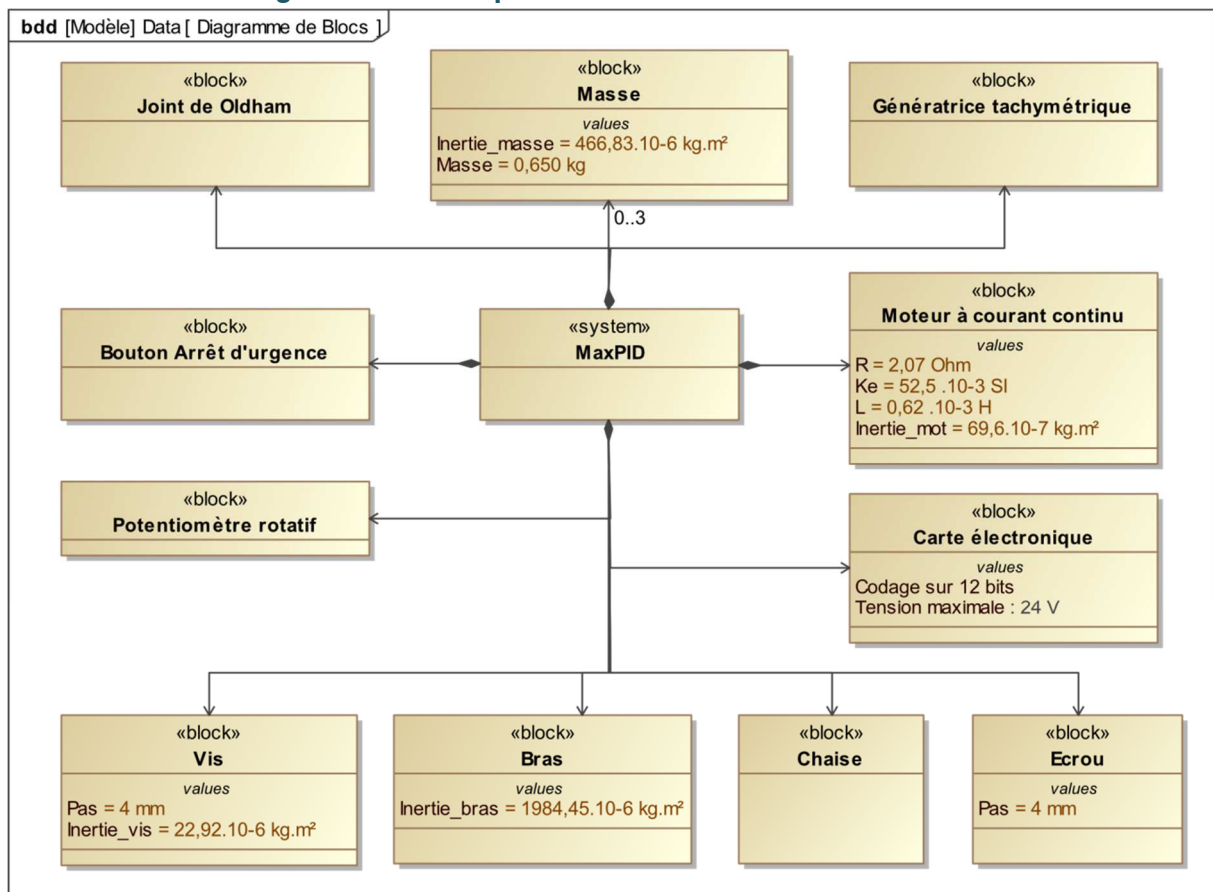 bdd [Modèle] Data [ Diagramme de Blocs ]
«block»
Joint de Oldham
«block»
Masse
values
Inertie_masse = 466,83.10-6 kg.m²
Masse = 0,650 kg
«block»
Génératrice tachymétrique
0..3
«block»
Bouton Arrêt d'urgence
«system»
MaxPID
«block»
Moteur à courant continu
values
R = 2,07 Ohm
Ke = 52,5 .10-3 SI
L = 0,62 .10-3 H
Inertie_mot = 69,6.10-7 kg.m²
«block»
Potentiomètre rotatif
«block»
Carte électronique
values
Codage sur 12 bits
Tension maximale : 24 V
«block»
Vis
values
Pas = 4 mm
Inertie_vis = 22,92.10-6 kg.m²
«block»
Bras
values
Inertie_bras = 1984,45.10-6 kg.m²
«block»
Chaise
«block»
Ecrou
values
Pas = 4 mm